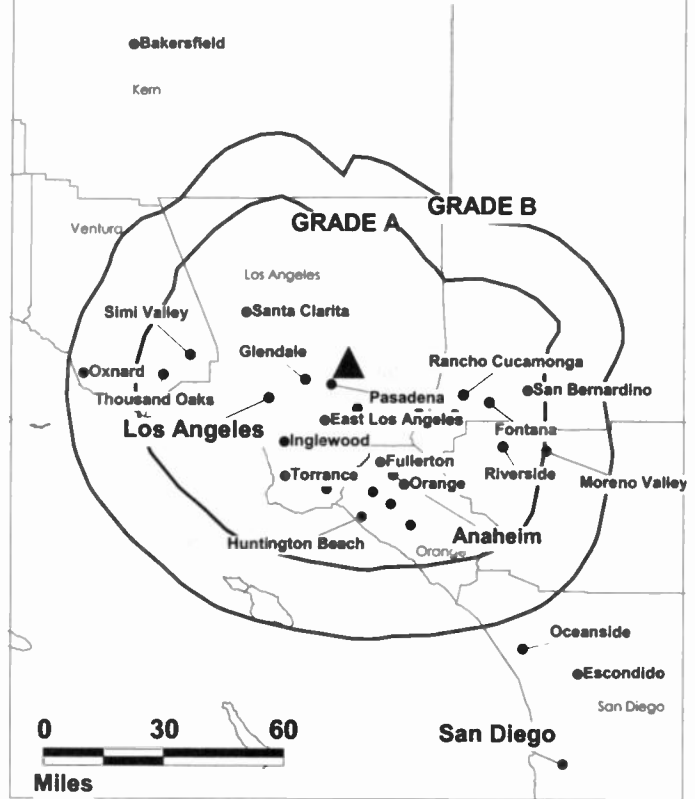 Bakersfield
Kern
GRADE B
GRADE A
Ventura
Los Angeles
Simi Valley
Santa Clarita
Glendale
Rancho Cucamonga
Oxnard
San Bernardino
Pasadena
Thousand Oaks
East Los Angeles
Los Angeles
Fontana
Inglewood
Fullerton
Riverside
Torrance
Orange
Moreno Valley
Anaheim
Huntington Beach
Orange
Oceanside
Escondido
San Diego
San Diego
0 30 60
Miles